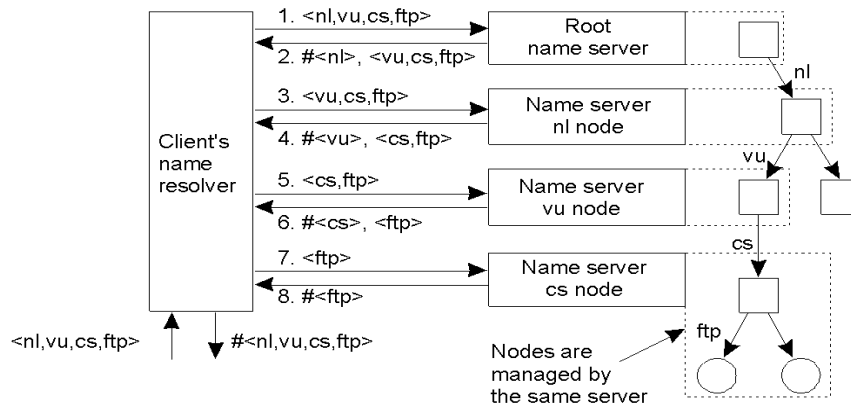 1. <nl,vu,cs,ftp>
2. #<nl>, <vu,cs,ftp>
Root
name server
nl
3. <vu,cs,ftp>
4. #<vu>, <cs,ftp>
Name server
nl node
Client's
name
resolver
vu
5. <cs,ftp>
6. #<cs>, <ftp>
Name server
vu node
cs
7. <ftp>
8. #<ftp>
Name server
cs node
ftp
<nl,vu,cs,ftp>
#<nl,vu,cs,ftp>
Nodes are
managed by
the same server